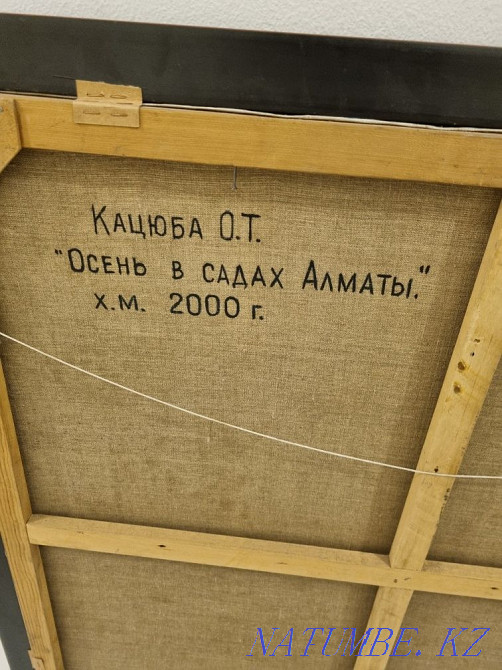 Кацюба О.Т.
"Осень в садах Алматы."
х.м. 2000 г.
NATUMBE.KZ